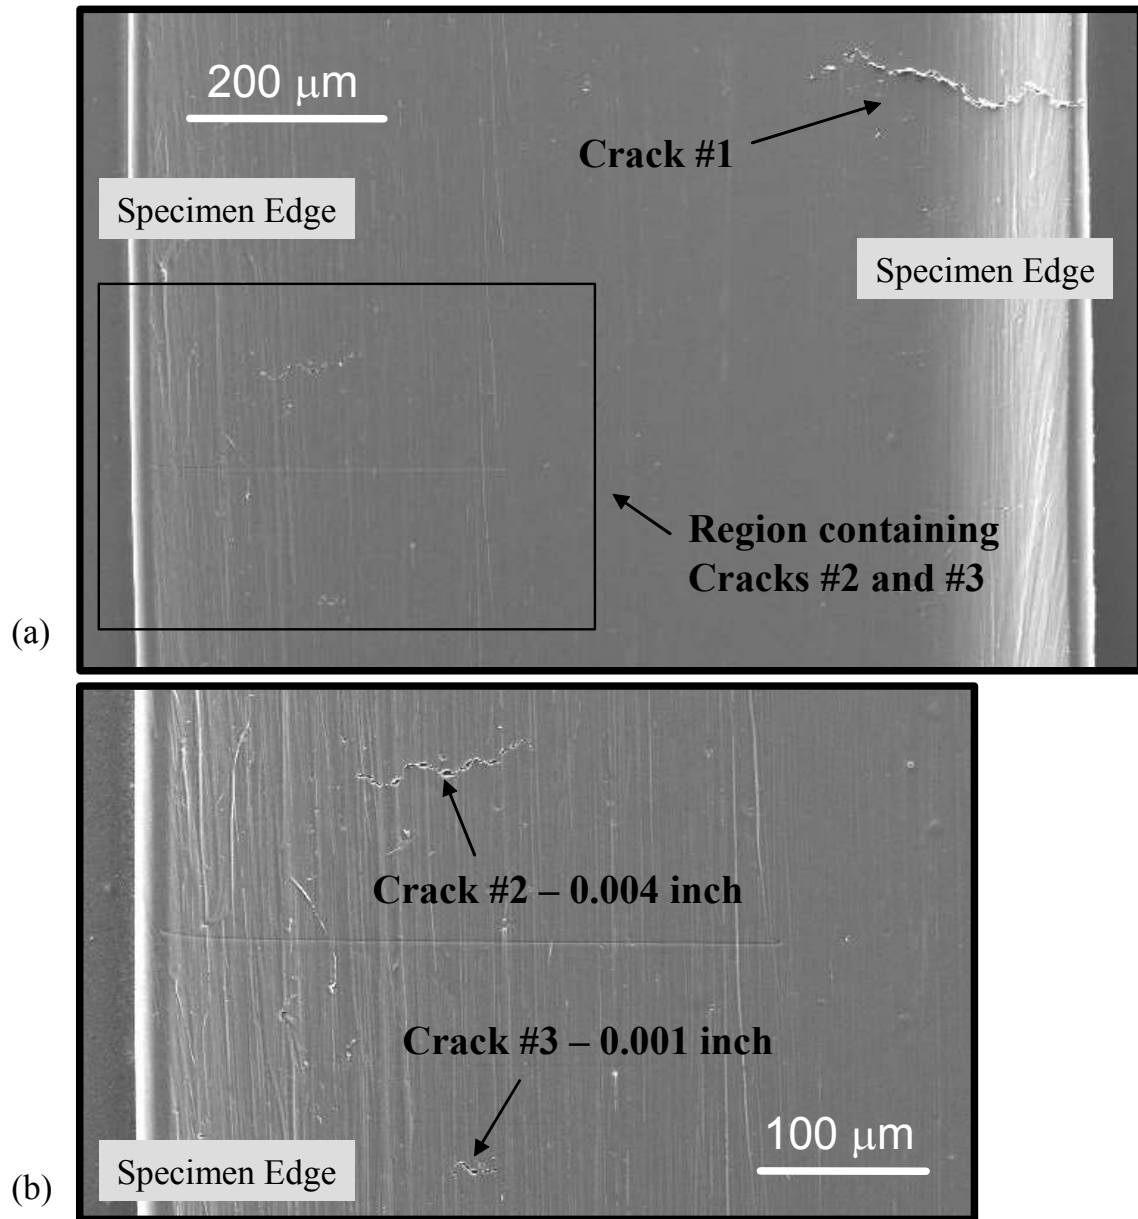 200 μm
Crack #1
Specimen Edge
Specimen Edge
Region containing
Cracks #2 and #3
(a)
Crack #2 – 0.004 inch
Crack #3 – 0.001 inch
100 μm
Specimen Edge
(b)